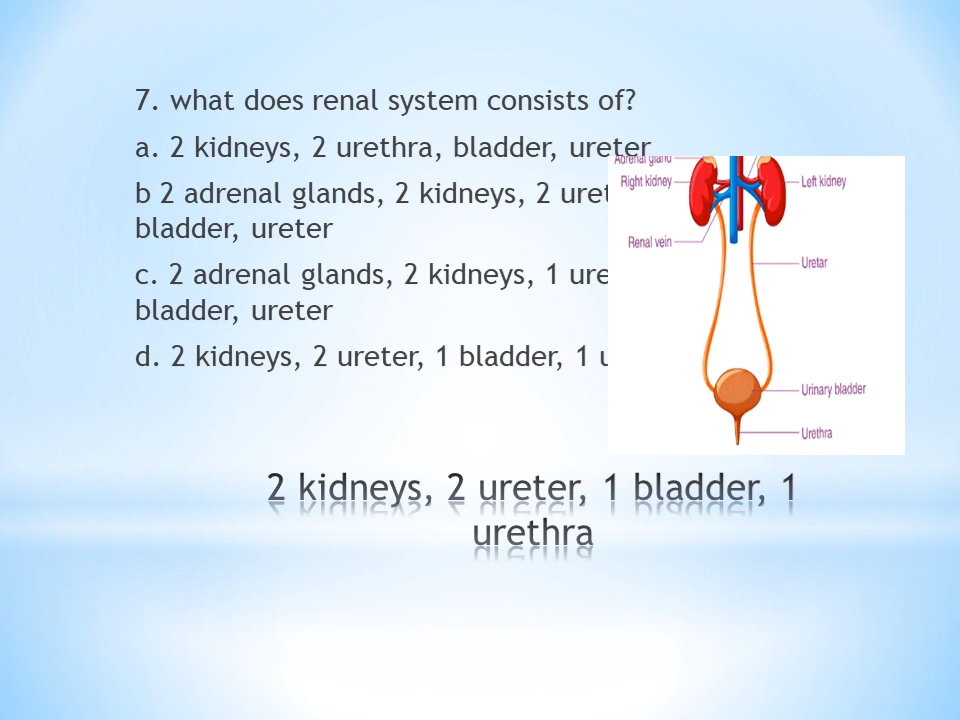 7. what does renal system consists of?
a. 2 kidneys, 2 urethra, bladder, ureter
b 2 adrenal glands, 2 kidneys, 2
bladder, ureter
c. 2 adrenal glands, 2 kidneys, 1
bladder, ureter
d. 2 kidneys, 2 ureter, 1 bladder, 1
Adrenal gland
Right kidney
Left kidney
Renal vein
Uretar
Urinary bladder
Urethra
2 kidneys, 2 ureter, 1 bladder, 1
urethra